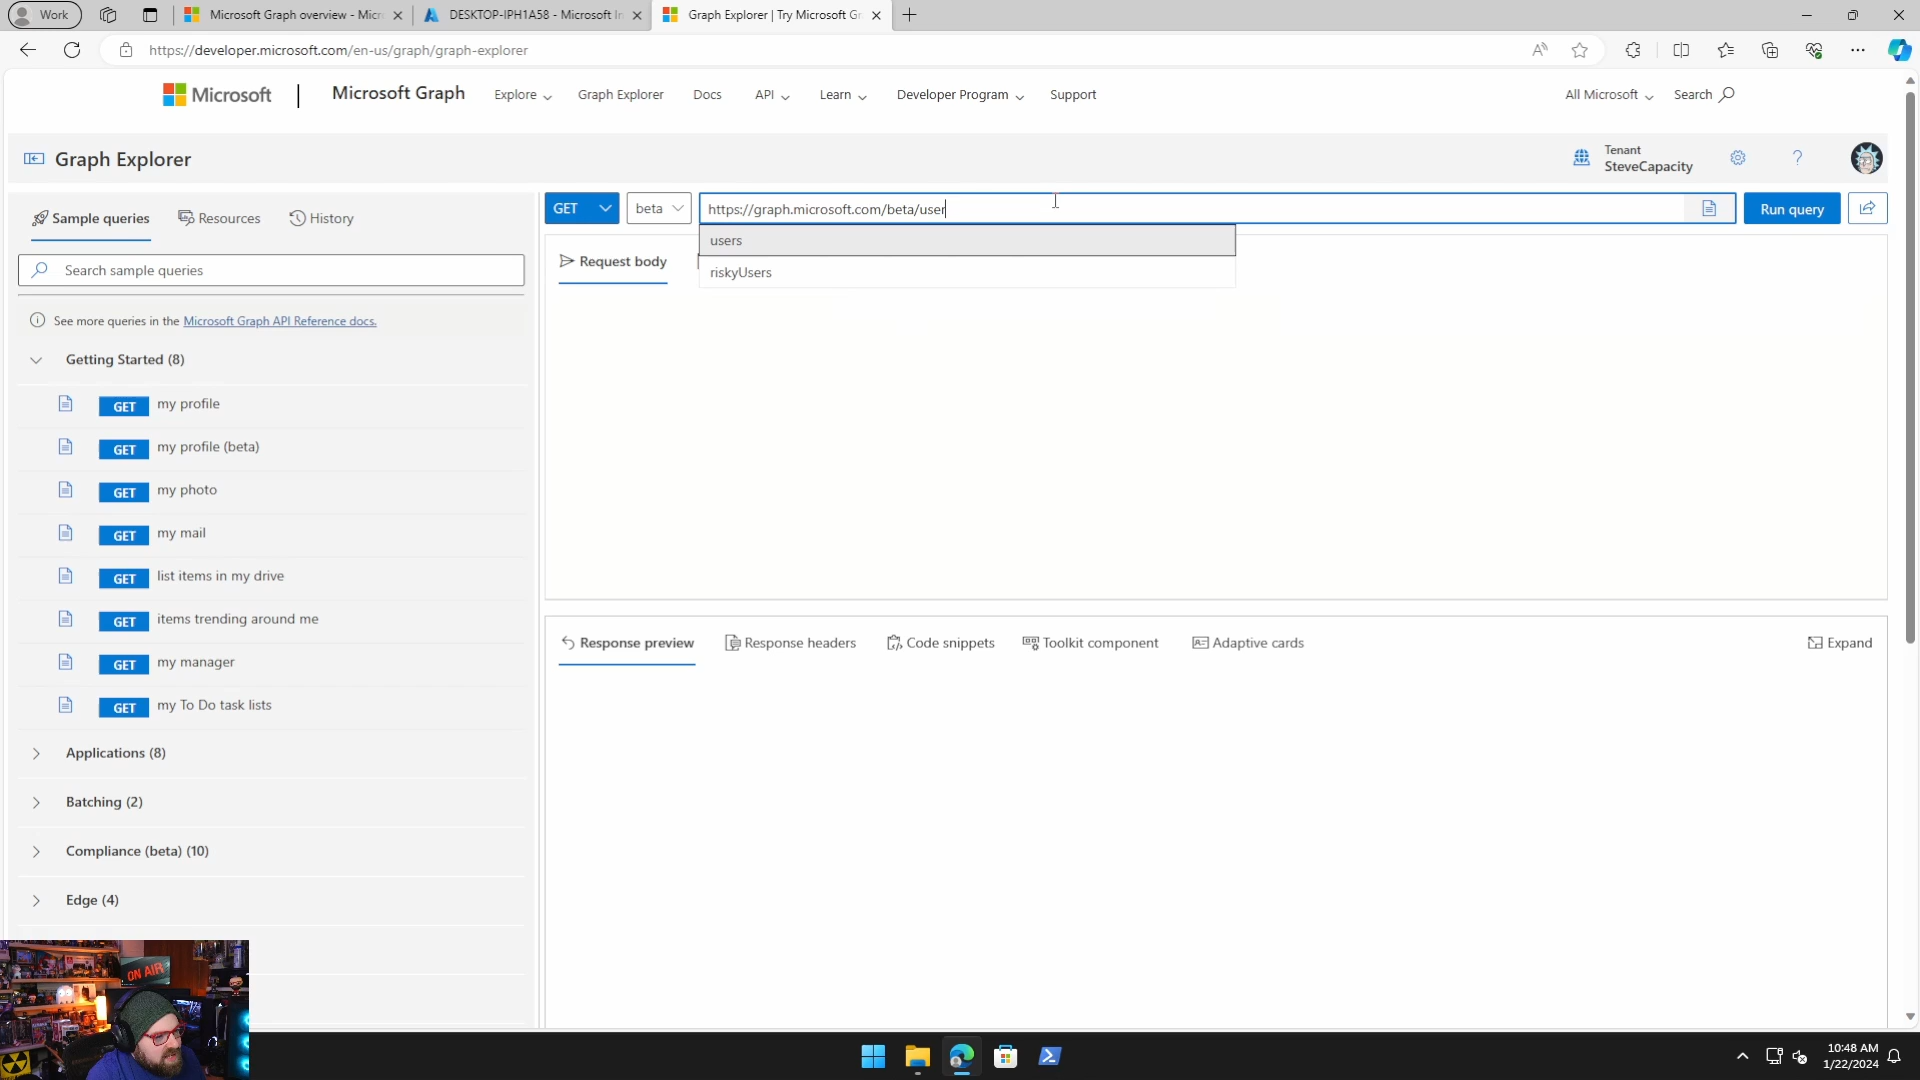 Work
Microsoft Graph overview - Micr
DESKTOP-IPH1A58 - Microsoft In
Graph Explorer | Try Microsoft Gr
https://developer.microsoft.com/en-us/graph/graph-explorer
Microsoft
Microsoft Graph
Explore
Graph Explorer
Docs
API
Learn
Developer Program
Support
All Microsoft
Search
Graph Explorer
Tenant
SteveCapacity
?
Sample queries
Resources
History
GET
beta
https://graph.microsoft.com/beta/user
Run query
users
riskyUsers
Request body
Search sample queries
See more queries in the Microsoft Graph API Reference docs.
Getting Started (8)
GET my profile
GET my profile (beta)
GET my photo
GET my mail
GET list items in my drive
GET items trending around me
GET my manager
GET my To Do task lists
Applications (8)
Batching (2)
Compliance (beta) (10)
Edge (4)
Response preview
Response headers
Code snippets
Toolkit component
Adaptive cards
Expand
ON AIR
10:48 AM
1/22/2024